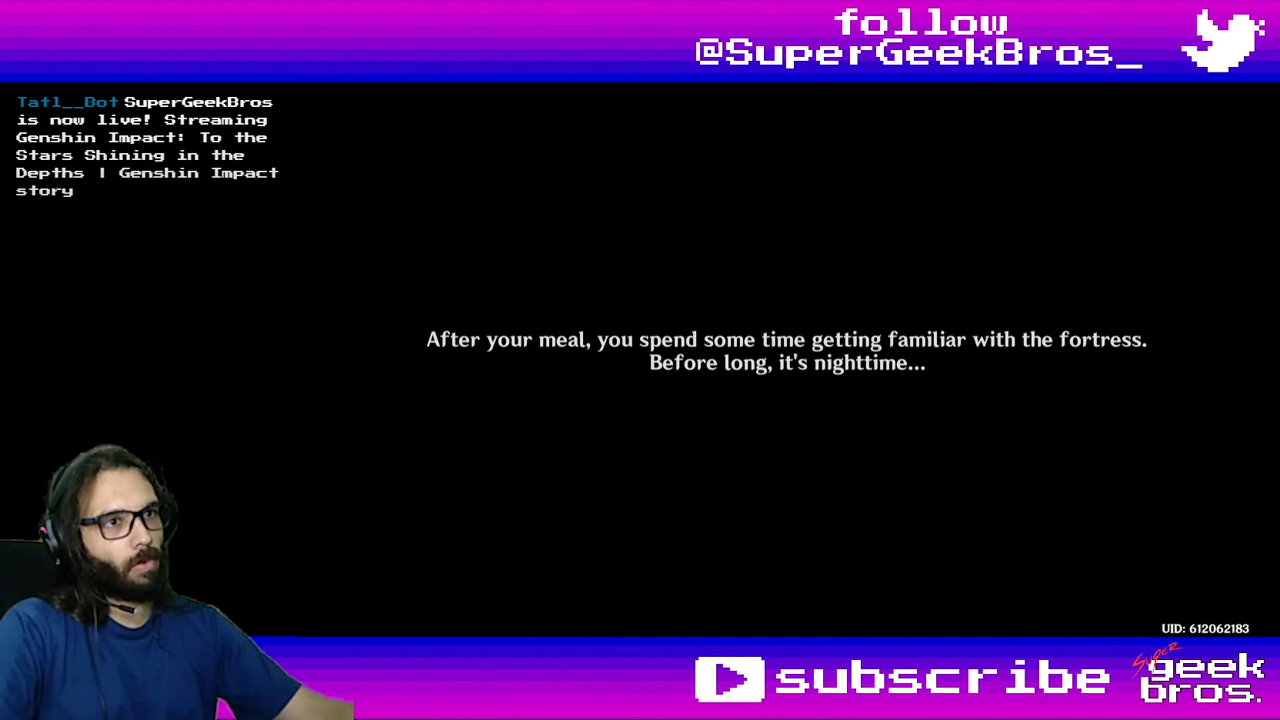 follow
@SuperGeekBros_
Tatl__Bot SuperGeekBros
is now live! Streaming
Genshin Impact: To the
Stars Shining in the
Depths | Genshin Impact
story
After your meal, you spend some time getting familiar with the fortress.
Before long, it's nighttime...
UID: 612062183
subscribe
SUPER
geek
bros.